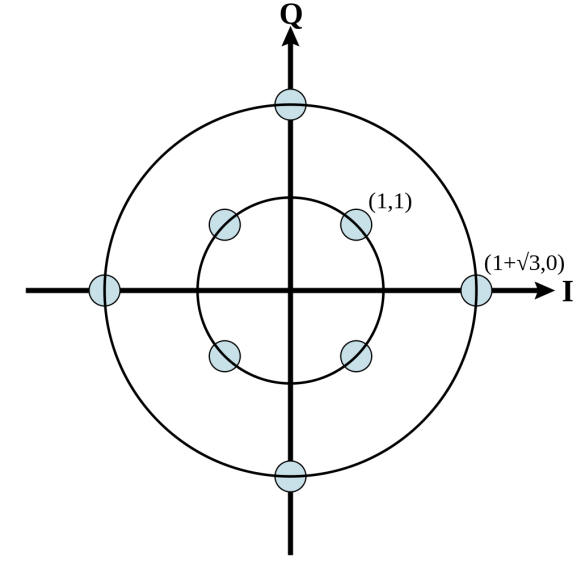 Q
(1,1)
(1+√3,0)
I